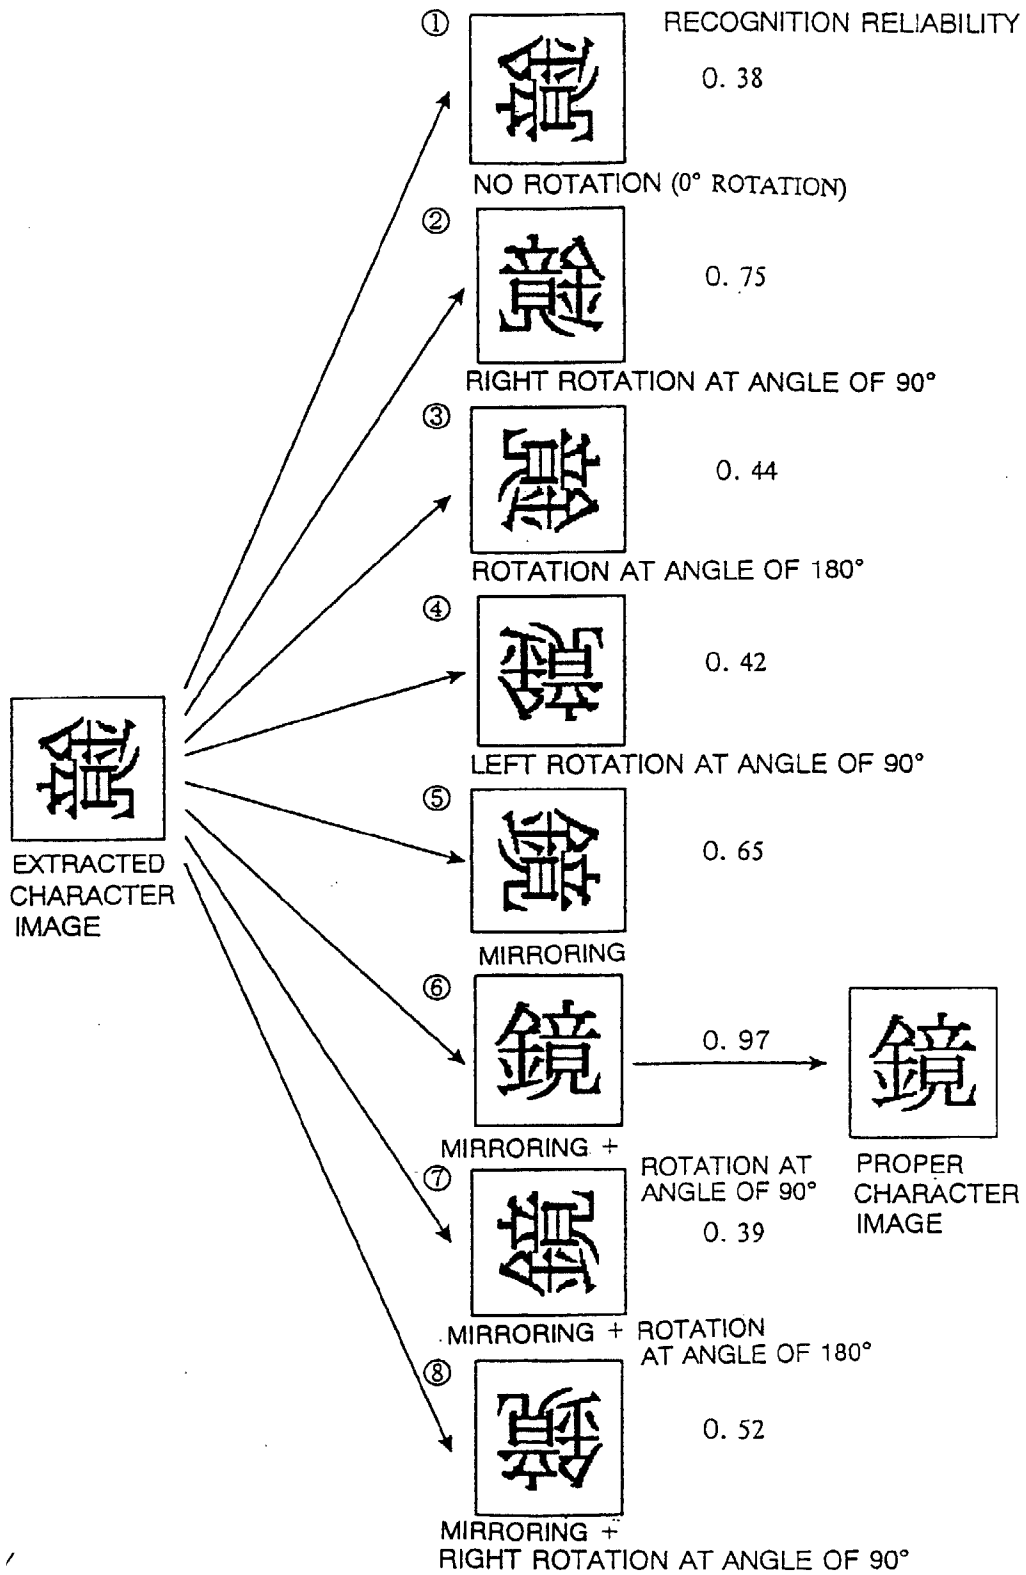 ① RECOGNITION RELIABILITY
0. 38
NO ROTATION (0° ROTATION)
②
0. 75
RIGHT ROTATION AT ANGLE OF 90°
③
0. 44
ROTATION AT ANGLE OF 180°
④
0. 42
LEFT ROTATION AT ANGLE OF 90°
⑤
0. 65
MIRRORING
EXTRACTED
CHARACTER
IMAGE
⑥
鏡
0. 97
鏡
MIRRORING +
ROTATION AT
ANGLE OF 90°
PROPER
CHARACTER
IMAGE
⑦
0. 39
MIRRORING + ROTATION
AT ANGLE OF 180°
⑧
0. 52
MIRRORING +
RIGHT ROTATION AT ANGLE OF 90°